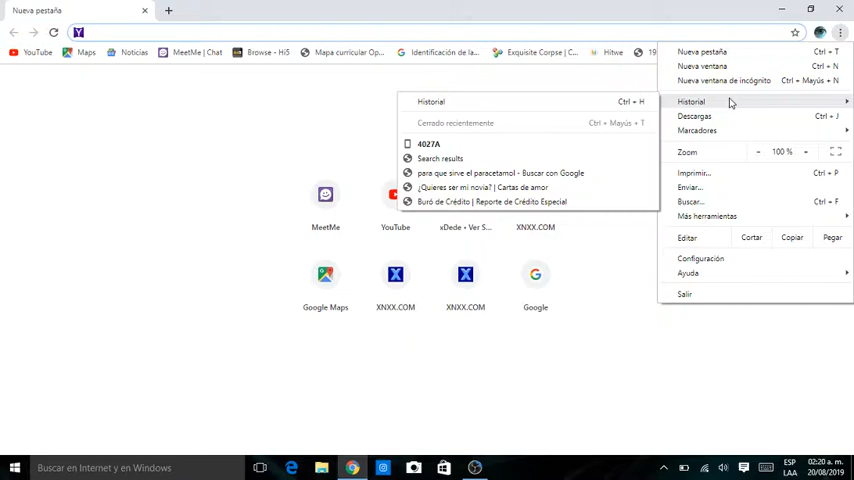 Nueva pestaña
YouTube
Maps
Noticias
MeetMe | Chat
Browse - Hi5
Mapa curricular Op...
Identificación de la...
Exquisite Corpse | C...
Hitwe
19
Nueva pestaña Ctrl + T
Nueva ventana Ctrl + N
Nueva ventana de incógnito Ctrl + Mayús + N
Historial
Descargas Ctrl + J
Marcadores
Zoom - 100 % +
Imprimir... Ctrl + P
Enviar...
Buscar... Ctrl + F
Más herramientas
Editar Cortar Copiar Pegar
Configuración
Ayuda
Salir
Historial Ctrl + H
Cerrado recientemente Ctrl + Mayús + T
4027A
Search results
para que sirve el paracetamol - Buscar con Google
¿Quieres ser mi novia? | Cartas de amor
Buró de Crédito | Reporte de Crédito Especial
MeetMe
YouTube
xDede • Ver S...
XNXX.COM
Google Maps
XNXX.COM
XNXX.COM
Google
Buscar en Internet y en Windows
ESP
LAA
02:20 a. m.
20/08/2019